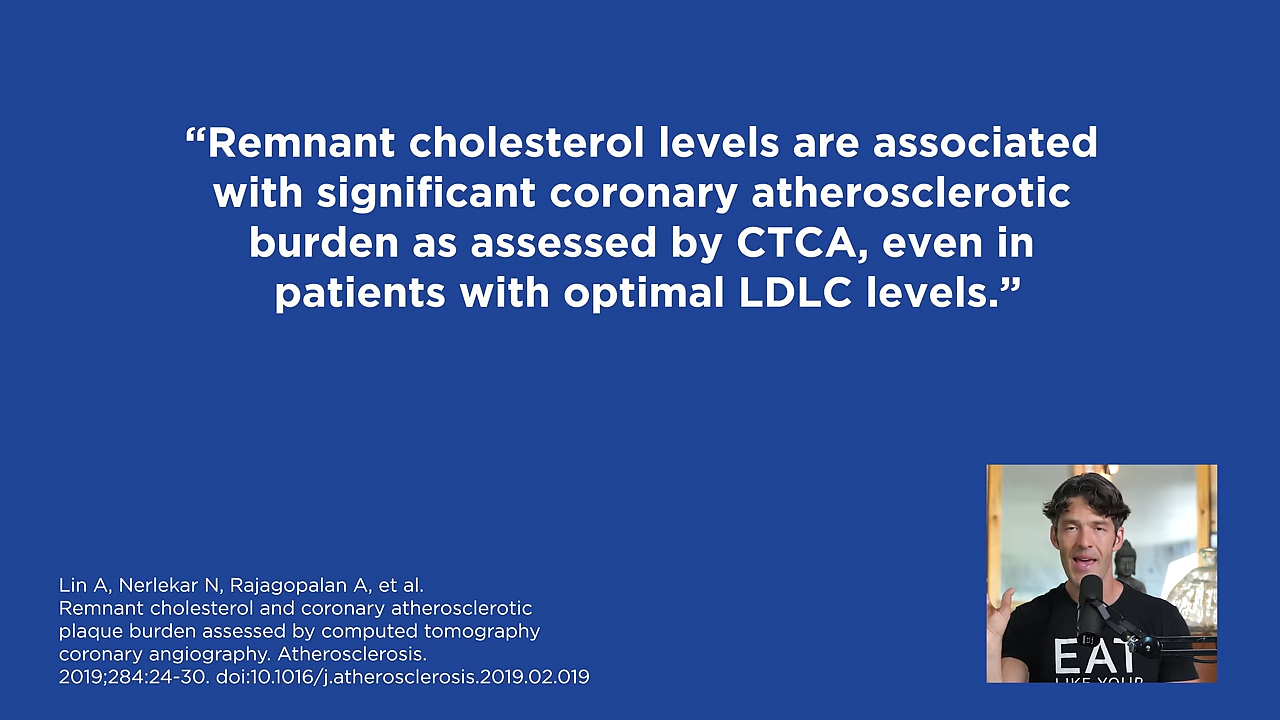 “Remnant cholesterol levels are associated
with significant coronary atherosclerotic
burden as assessed by CTCA, even in
patients with optimal LDLC levels.”
Lin A, Nerlekar N, Rajagopalan A, et al.
Remnant cholesterol and coronary atherosclerotic
plaque burden assessed by computed tomography
coronary angiography. Atherosclerosis.
2019;284:24-30. doi:10.1016/j.atherosclerosis.2019.02.019
EAT
LIKE YOUR